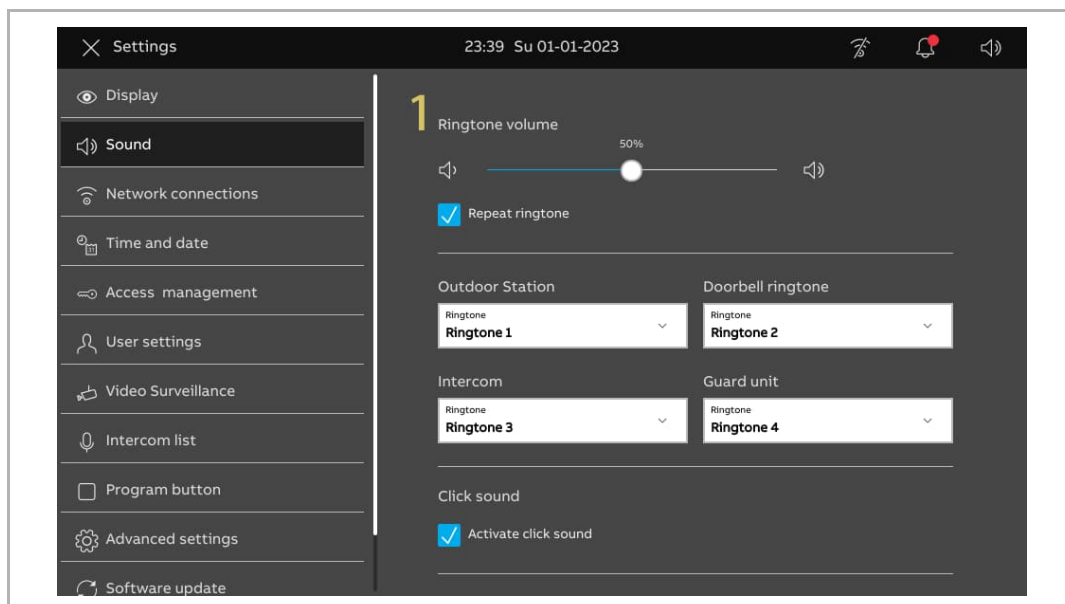 Settings
23:39 Su 01-01-2023
Display
Sound
Network connections
Time and date
31
Access management
User settings
Video Surveillance
Intercom list
Program button
Advanced settings
Software update
1
Ringtone volume
50%
Repeat ringtone
Outdoor Station
Doorbell ringtone
Ringtone
Ringtone 1
Ringtone
Ringtone 2
Intercom
Guard unit
Ringtone
Ringtone 3
Ringtone
Ringtone 4
Click sound
Activate click sound